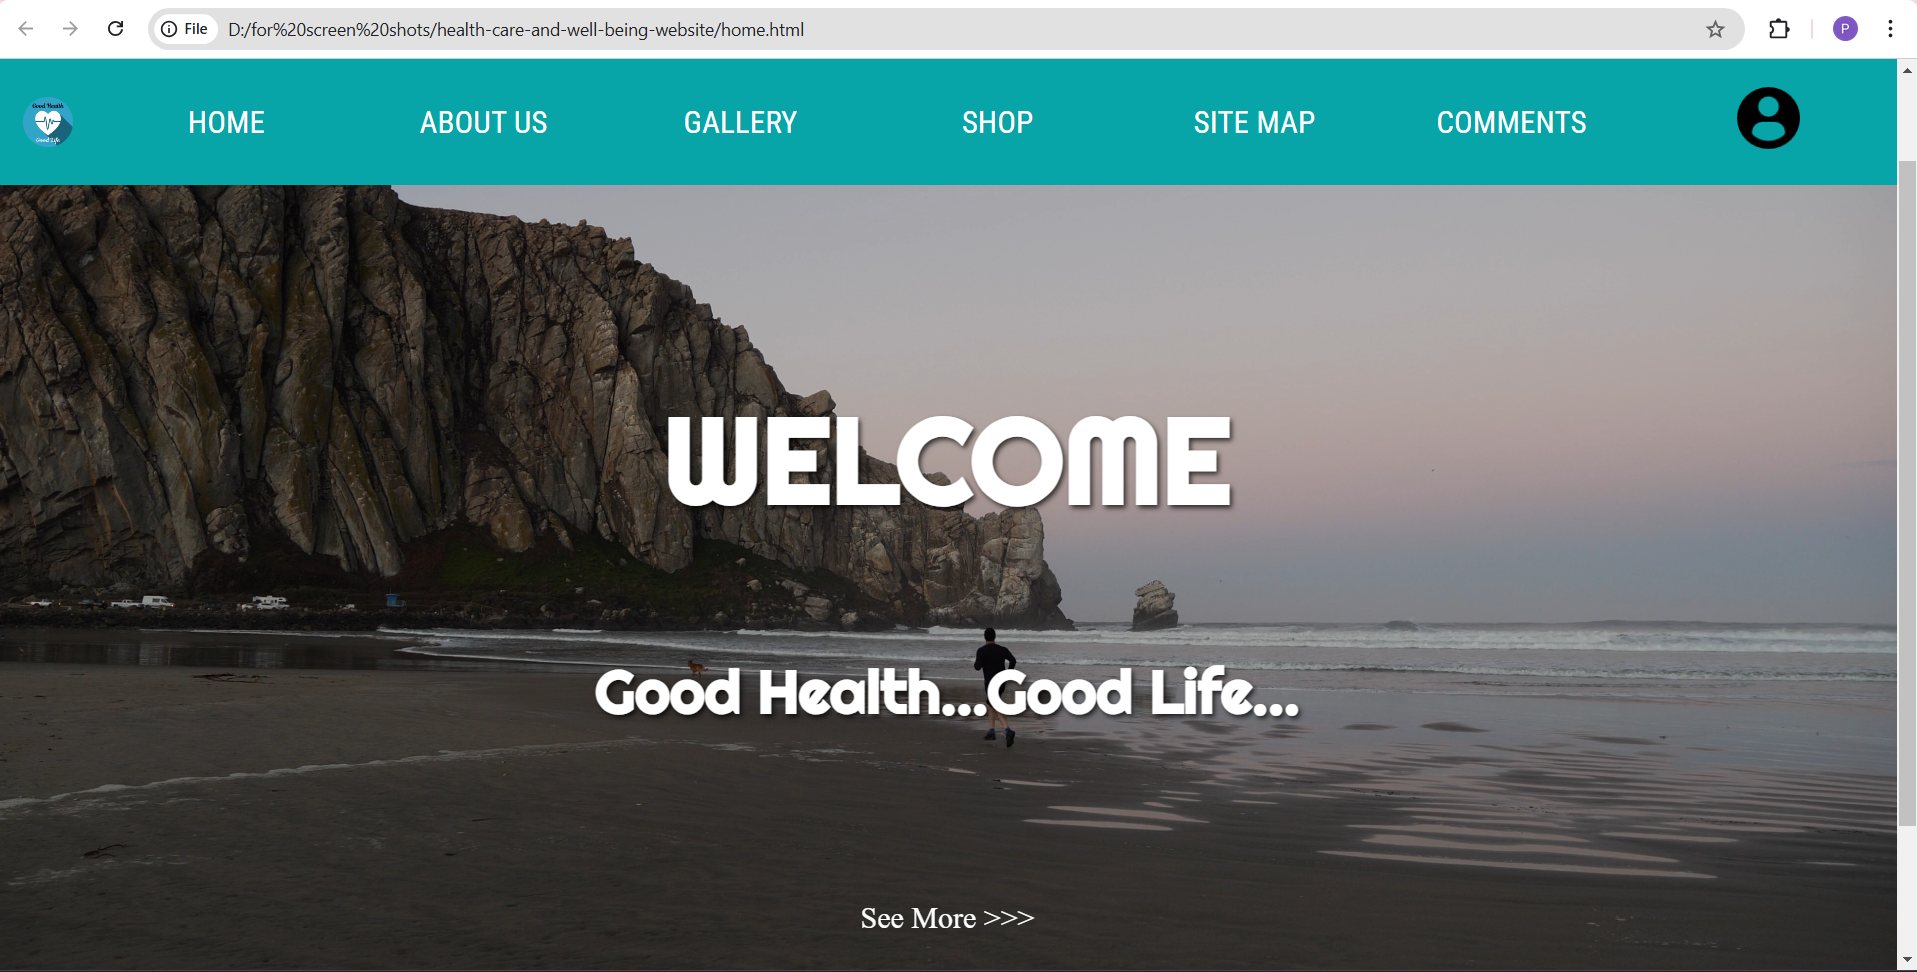 File D:/for%20screen%20shots/health-care-and-well-being-website/home.html P
Good Health
Good Life
HOME ABOUT US GALLERY SHOP SITE MAP COMMENTS
WELCOME
Good Health...Good Life...
See More >>>